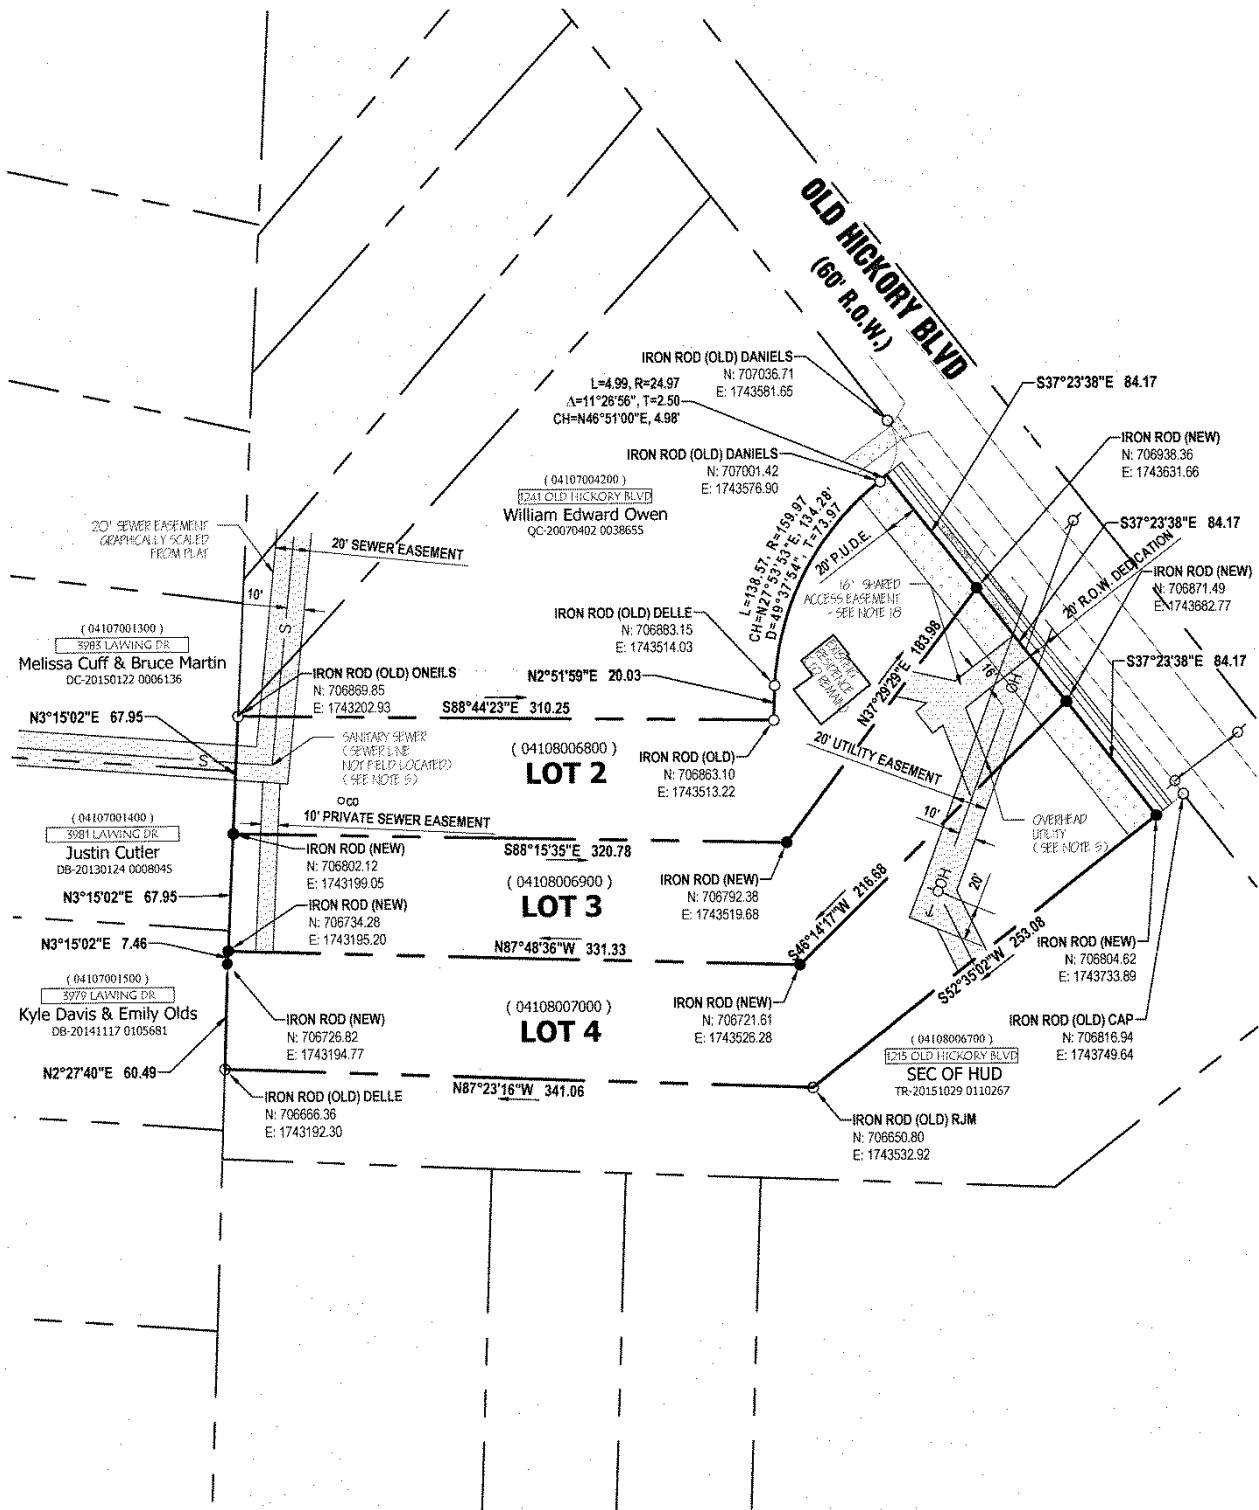 OLD HICKORY BLVD
(60' R.O.W.)
IRON ROD (OLD) DANIELS
N: 707036.71
E: 1743581.65
L=4.99, R=24.97
Δ=11°26'56", T=2.50
CH=N46°51'00"E, 4.98'
S37°23'38"E 84.17
IRON ROD (NEW)
N: 706938.36
E: 1743631.66
IRON ROD (OLD) DANIELS
N: 707001.42
E: 1743576.90
( 04107004200 )
1241 OLD HICKORY BLVD
William Edward Owen
QC-20070402 0038655
20' SEWER EASEMENT
GRAPHICALLY SCALED
FROM PLAT
20' SEWER EASEMENT
10'
S
L=138.57, R=159.97
CH=N27°53'53"E, 134.28'
D=49°37'54", T=73.97
20' P.U.D.E.
S37°23'38"E 84.17
20' R.O.W. DEDICATION
IRON ROD (NEW)
N: 706871.49
E: 1743682.77
16' SHARED
ACCESS EASEMENT
SEE NOTE 18
IRON ROD (OLD) DELLE
N: 706883.15
E: 1743514.03
( 04107001300 )
3983 LAWING DR
Melissa Cuff & Bruce Martin
DC-20150122 0006136
EXISTING
RESIDENCE
TO REMAIN
N37°29'29"E 183.98
16'
OH
S37°23'38"E 84.17
IRON ROD (OLD) ONEILS
N: 706869.85
E: 1743202.93
N2°51'59"E 20.03
N3°15'02"E 67.95
S88°44'23"E 310.25
SANITARY SEWER
(SEWER LINE
NOT FIELD LOCATED)
(SEE NOTE 5)
S
( 04108006800 )
LOT 2
IRON ROD (OLD)
N: 706863.10
E: 1743513.22
20' UTILITY EASEMENT
10'
OVERHEAD
UTILITY
(SEE NOTE 5)
CO
10' PRIVATE SEWER EASEMENT
( 04107001400 )
3981 LAWING DR
Justin Cutler
DB-20130124 0008045
IRON ROD (NEW)
N: 706802.12
E: 1743199.05
S88°15'35"E 320.78
( 04108006900 )
LOT 3
IRON ROD (NEW)
N: 706792.38
E: 1743519.68
OH
20'
N3°15'02"E 67.95
IRON ROD (NEW)
N: 706734.28
E: 1743195.20
S46°14'17"W 216.68
N3°15'02"E 7.46
N87°48'36"W 331.33
S52°35'02"W 253.08
IRON ROD (NEW)
N: 706804.62
E: 1743733.89
( 04107001500 )
3979 LAWING DR
Kyle Davis & Emily Olds
DB-20141117 0105681
IRON ROD (NEW)
N: 706726.82
E: 1743194.77
( 04108007000 )
LOT 4
IRON ROD (NEW)
N: 706721.61
E: 1743526.28
IRON ROD (OLD) CAP
N: 706816.94
E: 1743749.64
( 04108006700 )
1215 OLD HICKORY BLVD
SEC OF HUD
TR-20151029 0110267
N2°27'40"E 60.49
N87°23'16"W 341.06
IRON ROD (OLD) DELLE
N: 706666.36
E: 1743192.30
IRON ROD (OLD) RJM
N: 706650.80
E: 1743532.92